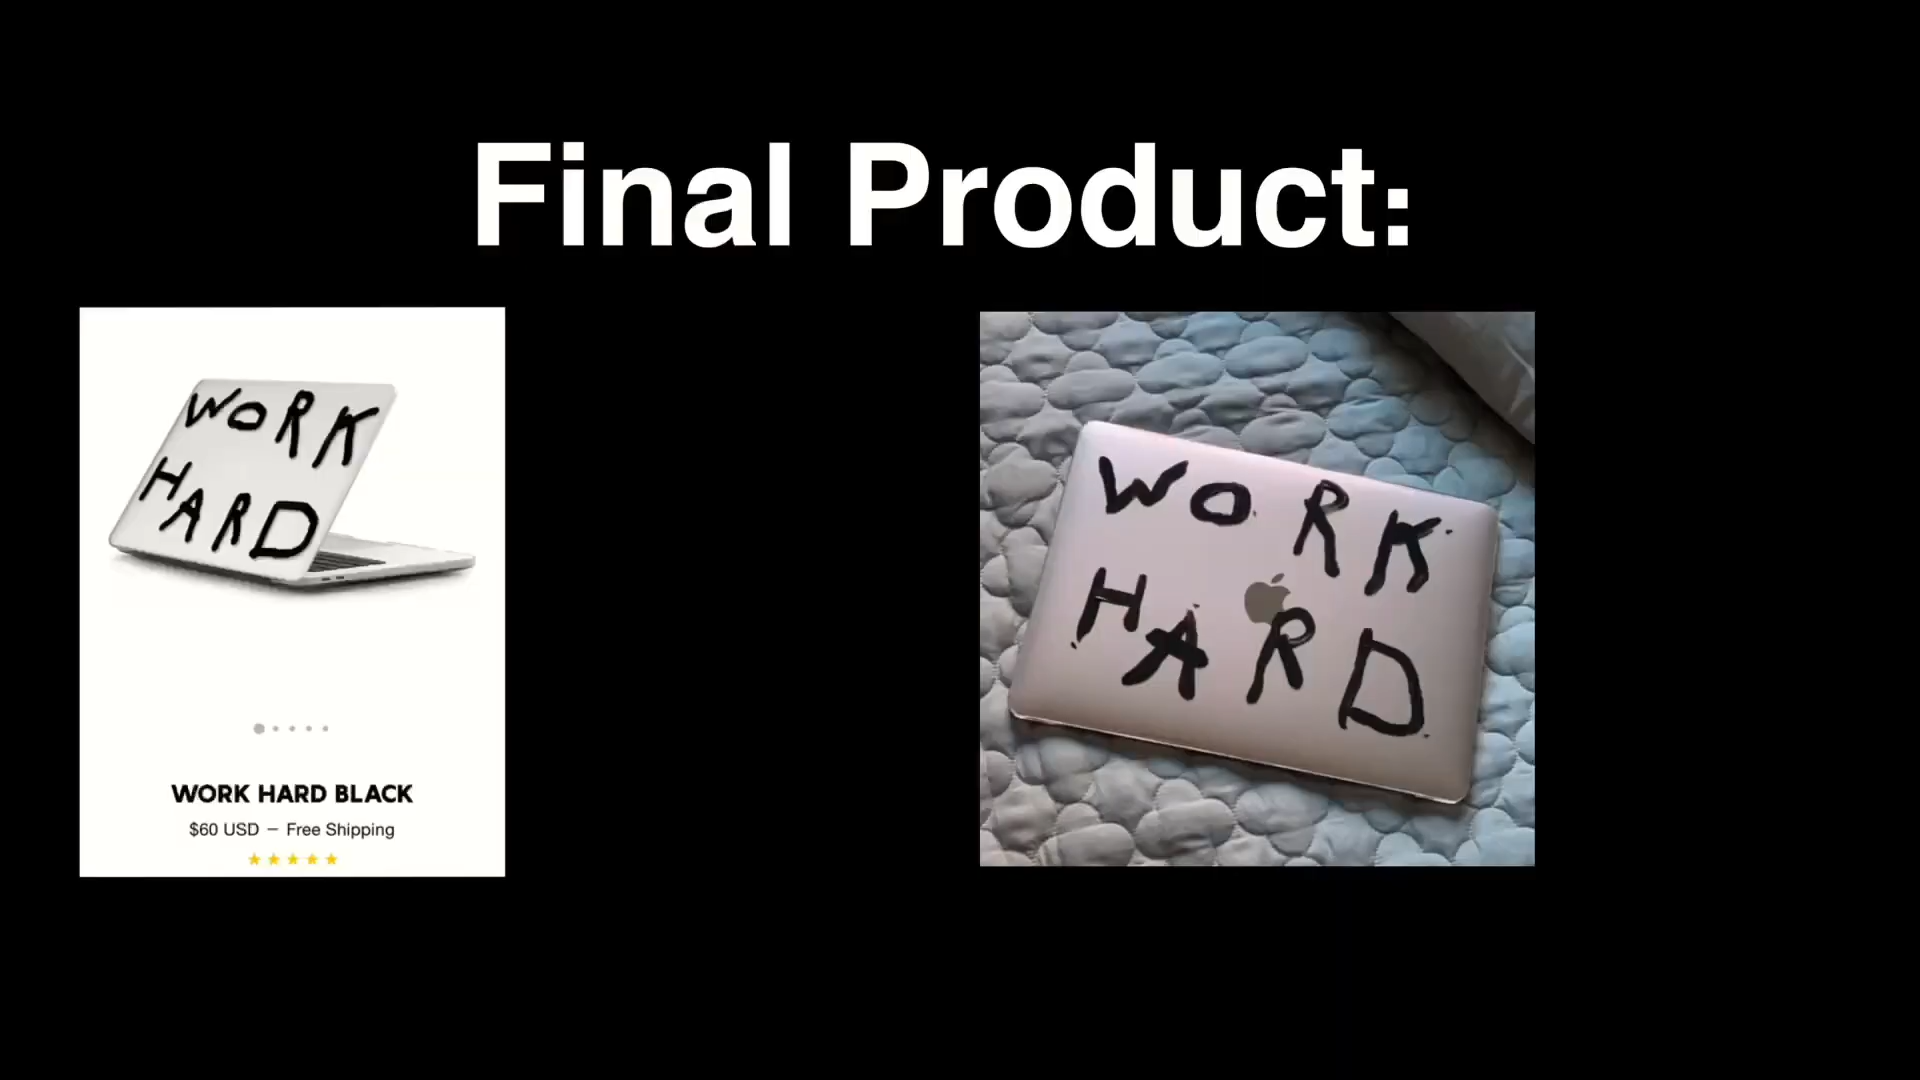 Final Product:
WORK
HARD
WORK HARD BLACK
$60 USD – Free Shipping
WORK
HARD